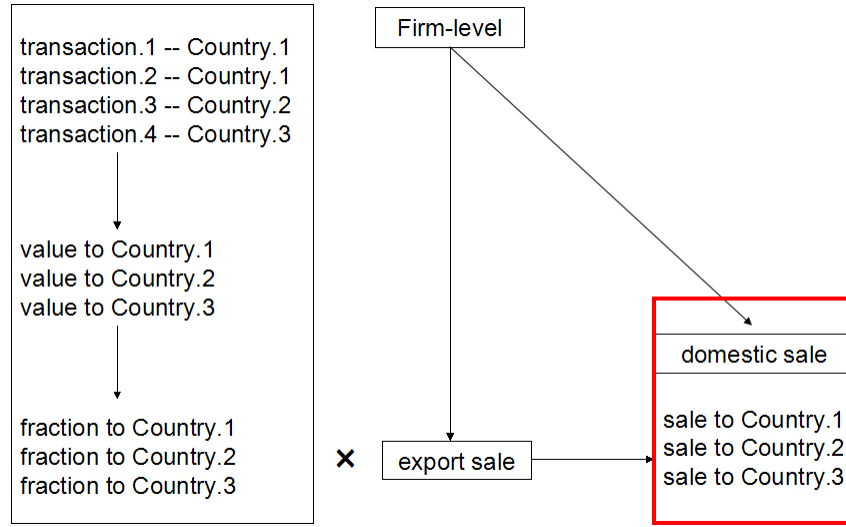 transaction.1 -- Country.1
transaction.2 -- Country.1
transaction.3 -- Country.2
transaction.4 -- Country.3
value to Country.1
value to Country.2
value to Country.3
fraction to Country.1
fraction to Country.2
fraction to Country.3
×
Firm-level
export sale
domestic sale
sale to Country.1
sale to Country.2
sale to Country.3